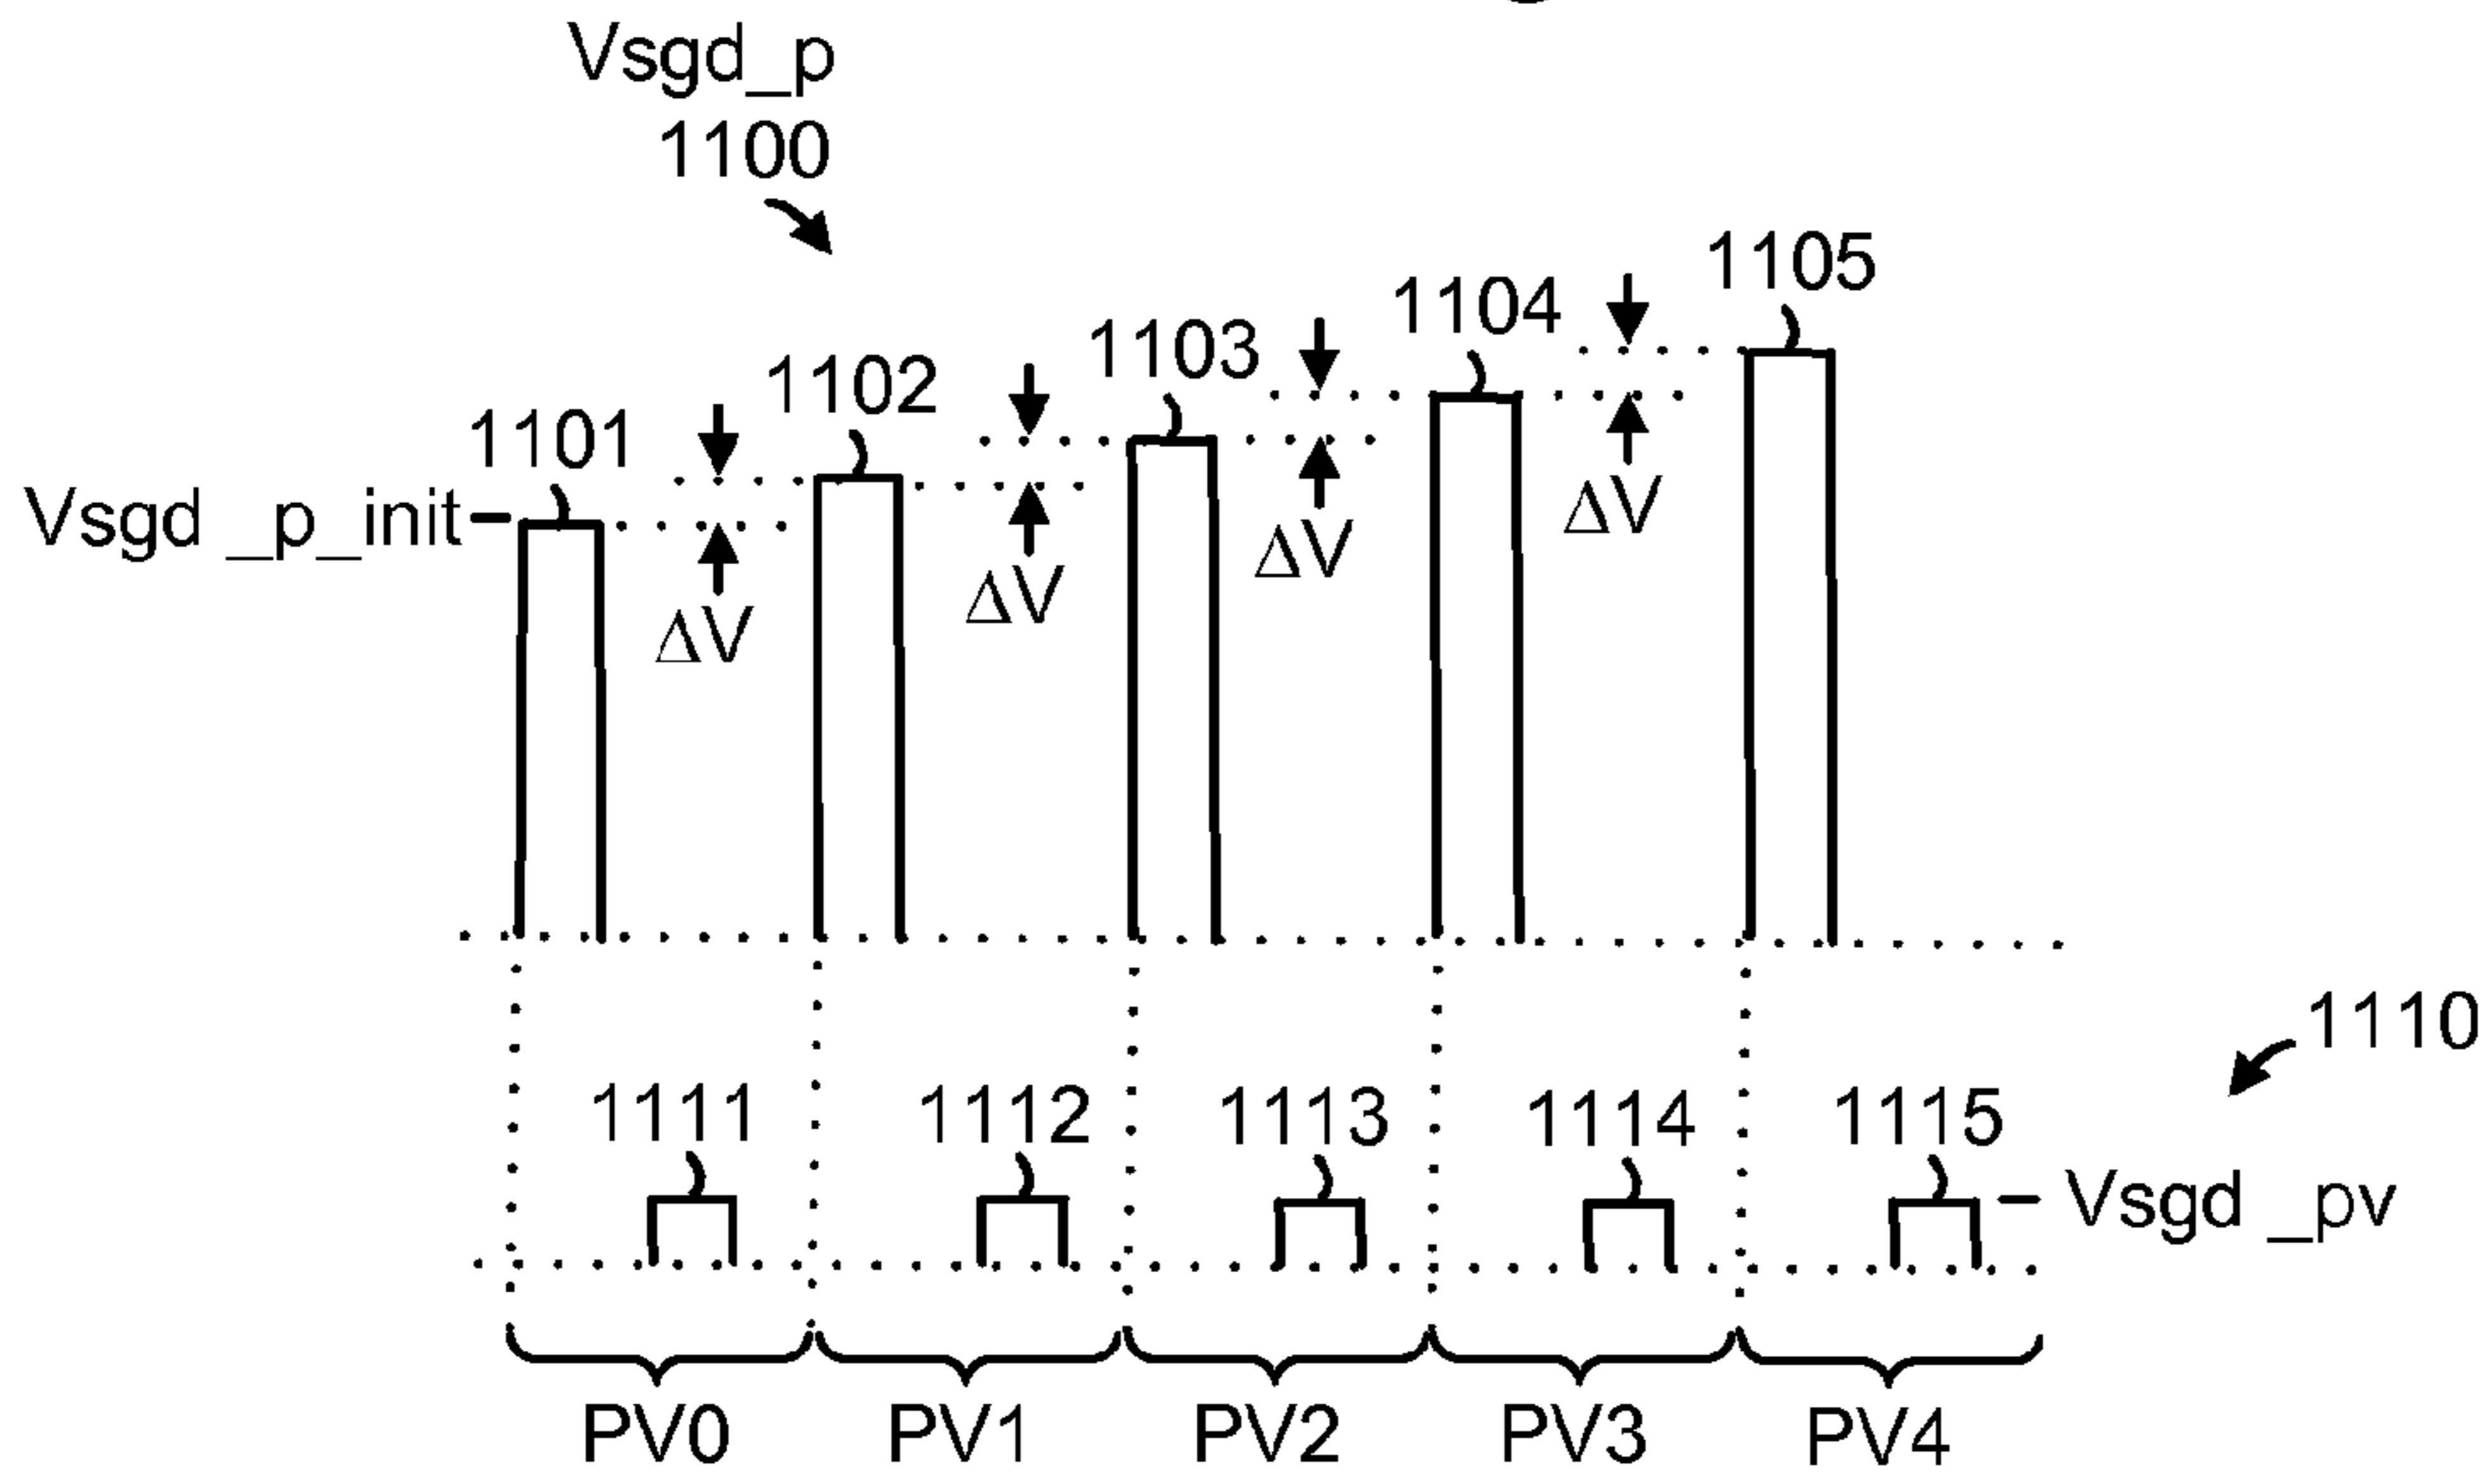 Vsgd_p
1100
1105
1104
1103
1102
1101
Vsgd _p_init
ΔV
ΔV
ΔV
ΔV
1110
1111
1112
1113
1114
1115
Vsgd _pv
PV0
PV1
PV2
PV3
PV4